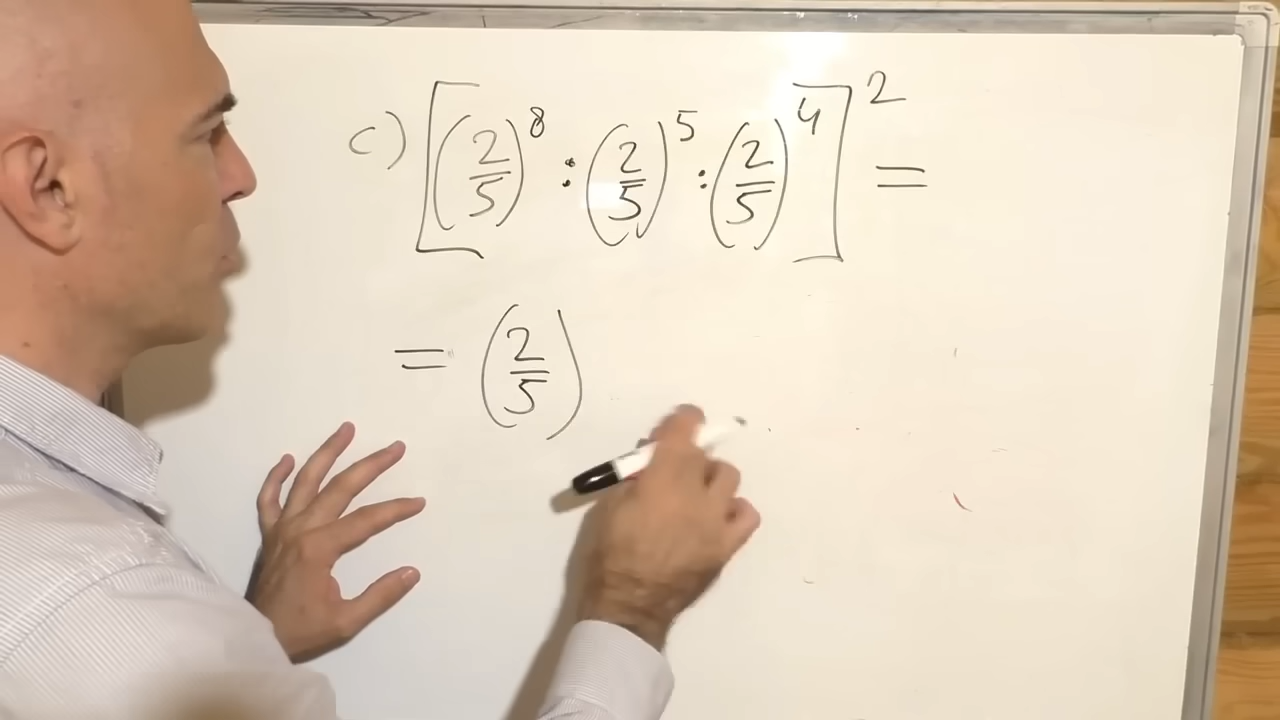 c) [(2/5)^8 : (2/5)^5 : (2/5)^4]^2 =
= (2/5)